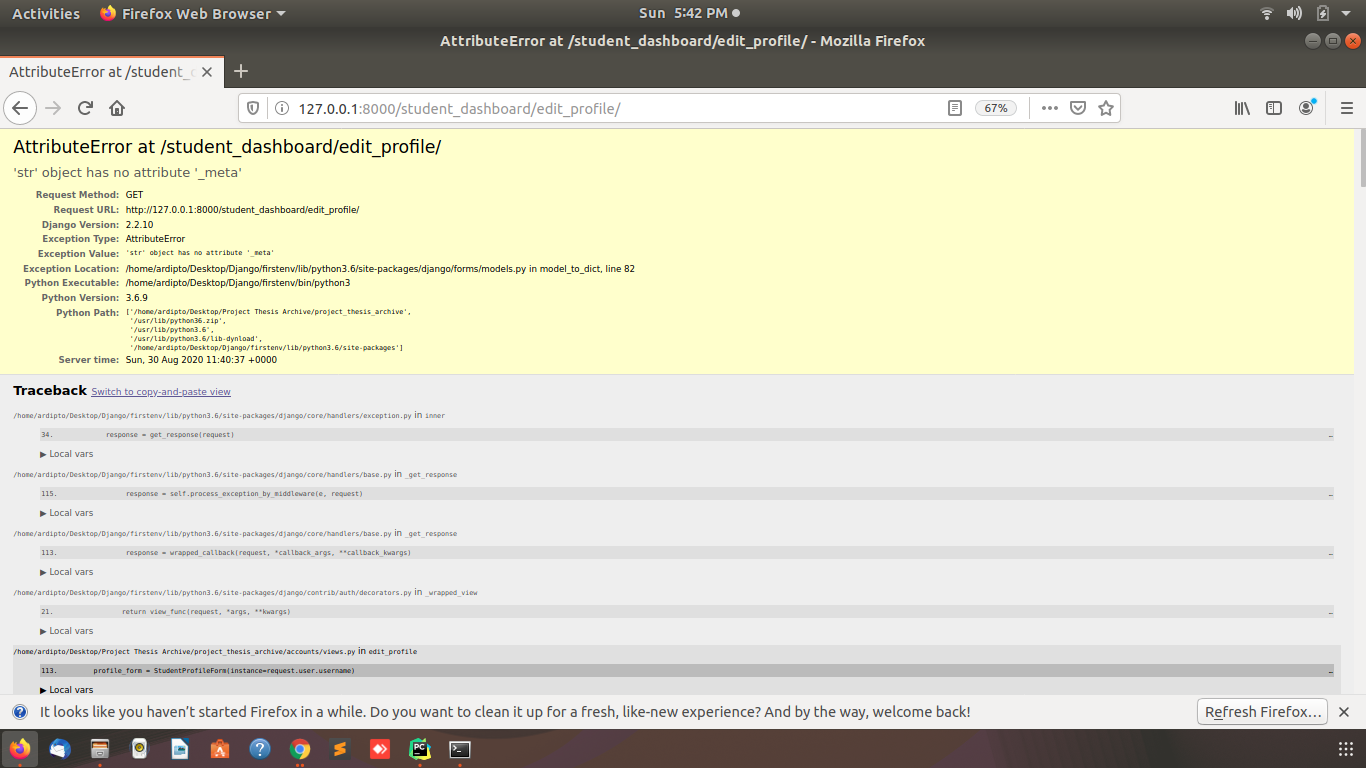 Activities Firefox Web Browser Sun 5:42 PM
AttributeError at /student_dashboard/edit_profile/ - Mozilla Firefox
AttributeError at /student_d
127.0.0.1:8000/student_dashboard/edit_profile/ 67%
AttributeError at /student_dashboard/edit_profile/
'str' object has no attribute '_meta'
Request Method: GET
Request URL: http://127.0.0.1:8000/student_dashboard/edit_profile/
Django Version: 2.2.10
Exception Type: AttributeError
Exception Value: 'str' object has no attribute '_meta'
Exception Location: /home/ardipto/Desktop/Django/firstenv/lib/python3.6/site-packages/django/forms/models.py in model_to_dict, line 82
Python Executable: /home/ardipto/Desktop/Django/firstenv/bin/python3
Python Version: 3.6.9
Python Path: ['/home/ardipto/Desktop/Project Thesis Archive/project_thesis_archive',
'/usr/lib/python36.zip',
'/usr/lib/python3.6',
'/usr/lib/python3.6/lib-dynload',
'/home/ardipto/Desktop/Django/firstenv/lib/python3.6/site-packages']
Server time: Sun, 30 Aug 2020 11:40:37 +0000
Traceback Switch to copy-and-paste view
/home/ardipto/Desktop/Django/firstenv/lib/python3.6/site-packages/django/core/handlers/exception.py in inner
34. response = get_response(request) …
▶ Local vars
/home/ardipto/Desktop/Django/firstenv/lib/python3.6/site-packages/django/core/handlers/base.py in _get_response
115. response = self.process_exception_by_middleware(e, request) …
▶ Local vars
/home/ardipto/Desktop/Django/firstenv/lib/python3.6/site-packages/django/core/handlers/base.py in _get_response
113. response = wrapped_callback(request, *callback_args, **callback_kwargs) …
▶ Local vars
/home/ardipto/Desktop/Django/firstenv/lib/python3.6/site-packages/django/contrib/auth/decorators.py in _wrapped_view
21. return view_func(request, *args, **kwargs) …
▶ Local vars
/home/ardipto/Desktop/Project Thesis Archive/project_thesis_archive/accounts/views.py in edit_profile
113. profile_form = StudentProfileForm(instance=request.user.username) …
▶ Local vars
It looks like you haven't started Firefox in a while. Do you want to clean it up for a fresh, like-new experience? And by the way, welcome back! Refresh Firefox…